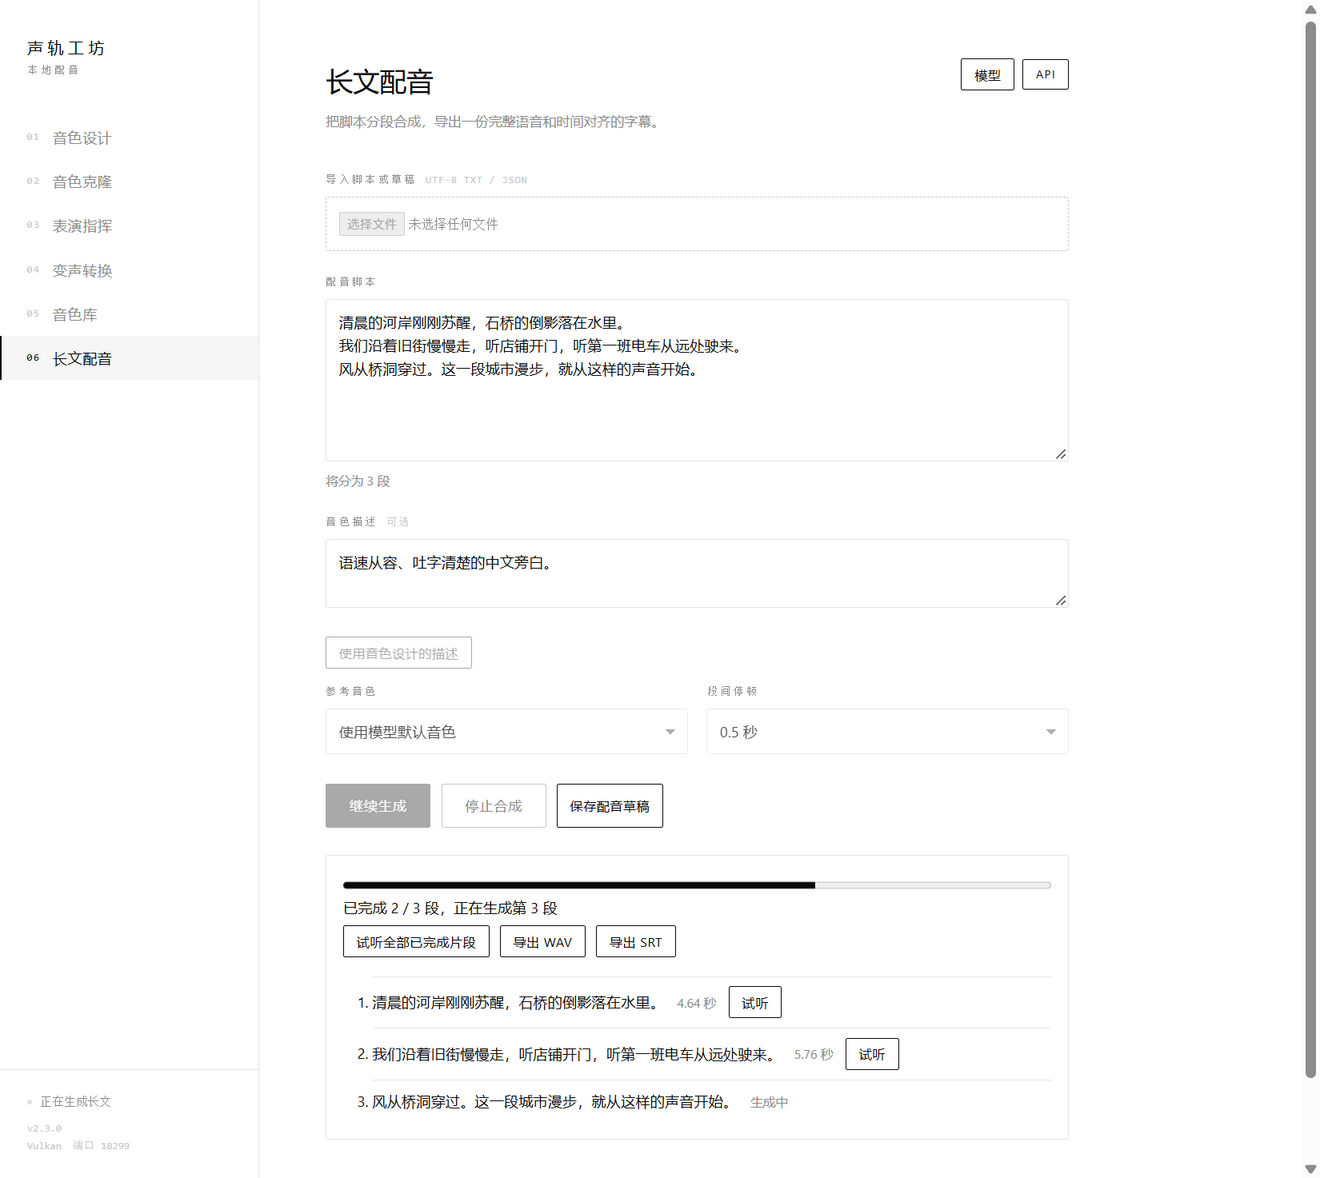 声轨工坊
本地配音
01 音色设计
02 音色克隆
03 表演指挥
04 变声转换
05 音色库
06 长文配音
正在生成长文
v2.3.0
Vulkan 端口 18299
长文配音
模型
API
把脚本分段合成，导出一份完整语音和时间对齐的字幕。
导入脚本或草稿 UTF-8 TXT / JSON
选择文件 未选择任何文件
配音脚本
清晨的河岸刚刚苏醒，石桥的倒影落在水里。
我们沿着旧街慢慢走，听店铺开门，听第一班电车从远处驶来。
风从桥洞穿过。这一段城市漫步，就从这样的声音开始。
将分为 3 段
音色描述 可选
语速从容、吐字清楚的中文旁白。
使用音色设计的描述
参考音色
段间停顿
使用模型默认音色
0.5 秒
继续生成
停止合成
保存配音草稿
已完成 2 / 3 段，正在生成第 3 段
试听全部已完成片段
导出 WAV
导出 SRT
1. 清晨的河岸刚刚苏醒，石桥的倒影落在水里。 4.64 秒 试听
2. 我们沿着旧街慢慢走，听店铺开门，听第一班电车从远处驶来。 5.76 秒 试听
3. 风从桥洞穿过。这一段城市漫步，就从这样的声音开始。 生成中